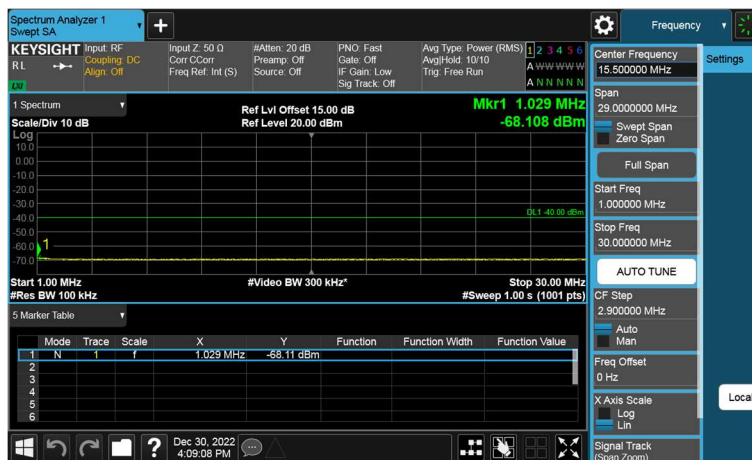 Spectrum Analyzer 1
Swept SA
Frequency
KEYSIGHT
RL
LXI
Input: RF
Coupling: DC
Align: Off
Input Z: 50 Ω
Corr CCorr
Freq Ref: Int (S)
#Atten: 20 dB
Preamp: Off
Source: Off
PNO: Fast
Gate: Off
IF Gain: Low
Sig Track: Off
Avg Type: Power (RMS)
Avg|Hold: 10/10
Trig: Free Run
1 2 3 4 5 6
A W W W W W
A N N N N N
1 Spectrum
Scale/Div 10 dB
Ref Lvl Offset 15.00 dB
Ref Level 20.00 dBm
Mkr1 1.029 MHz
-68.108 dBm
Log
10.0
0.00
-10.0
-20.0
-30.0
-40.0
-50.0
-60.0
-70.0
DL1 -40.00 dBm
1
Start 1.00 MHz
#Video BW 300 kHz*
Stop 30.00 MHz
#Res BW 100 kHz
#Sweep 1.00 s (1001 pts)
5 Marker Table
Mode Trace Scale X Y Function Function Width Function Value
1 N 1 f 1.029 MHz -68.11 dBm
2
3
4
5
6
Dec 30, 2022
4:09:08 PM
Center Frequency
15.500000 MHz
Settings
Span
29.0000000 MHz
Swept Span
Zero Span
Full Span
Start Freq
1.000000 MHz
Stop Freq
30.000000 MHz
AUTO TUNE
CF Step
2.900000 MHz
Auto
Man
Freq Offset
0 Hz
X Axis Scale
Log
Lin
Local
Signal Track
(Span Zoom)